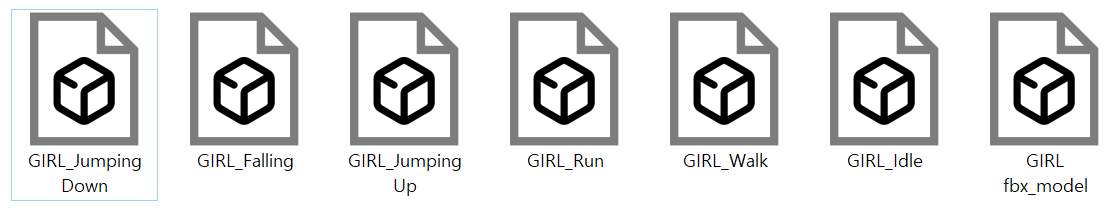 GIRL_Jumping
Down
GIRL_Falling
GIRL_Jumping
Up
GIRL_Run
GIRL_Walk
GIRL_Idle
GIRL
fbx_model